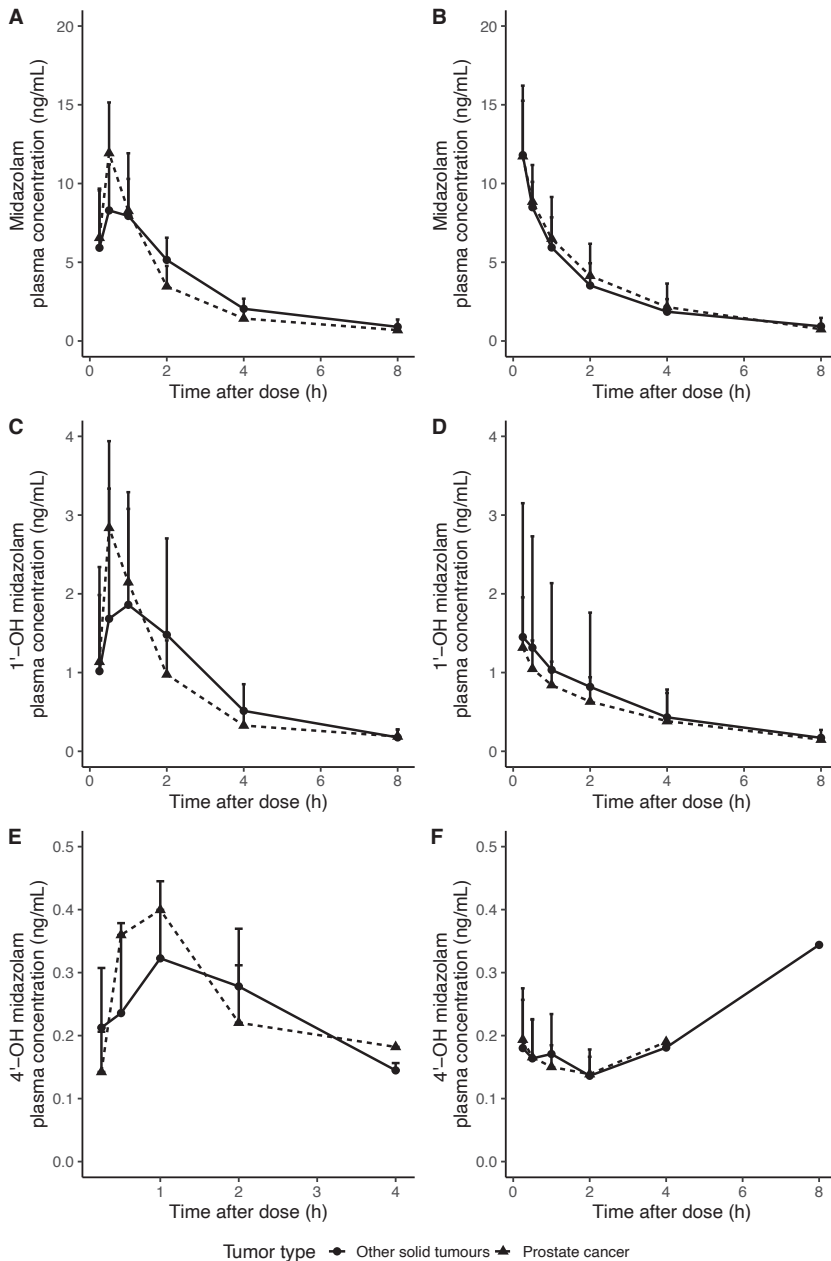 A
20
15
10
5
0
Midazolam
plasma concentration (ng/mL)
0 2 4 6 8
Time after dose (h)
B
20
15
10
5
0
Midazolam
plasma concentration (ng/mL)
0 2 4 6 8
Time after dose (h)
C
4
3
2
1
0
1'–OH midazolam
plasma concentration (ng/mL)
0 2 4 6 8
Time after dose (h)
D
4
3
2
1
0
1'–OH midazolam
plasma concentration (ng/mL)
0 2 4 6 8
Time after dose (h)
E
0.5
0.4
0.3
0.2
0.1
0.0
4'–OH midazolam
plasma concentration (ng/mL)
1 2 3 4
Time after dose (h)
F
0.5
0.4
0.3
0.2
0.1
0.0
4'–OH midazolam
plasma concentration (ng/mL)
0 2 4 6 8
Time after dose (h)
Tumor type Other solid tumours Prostate cancer